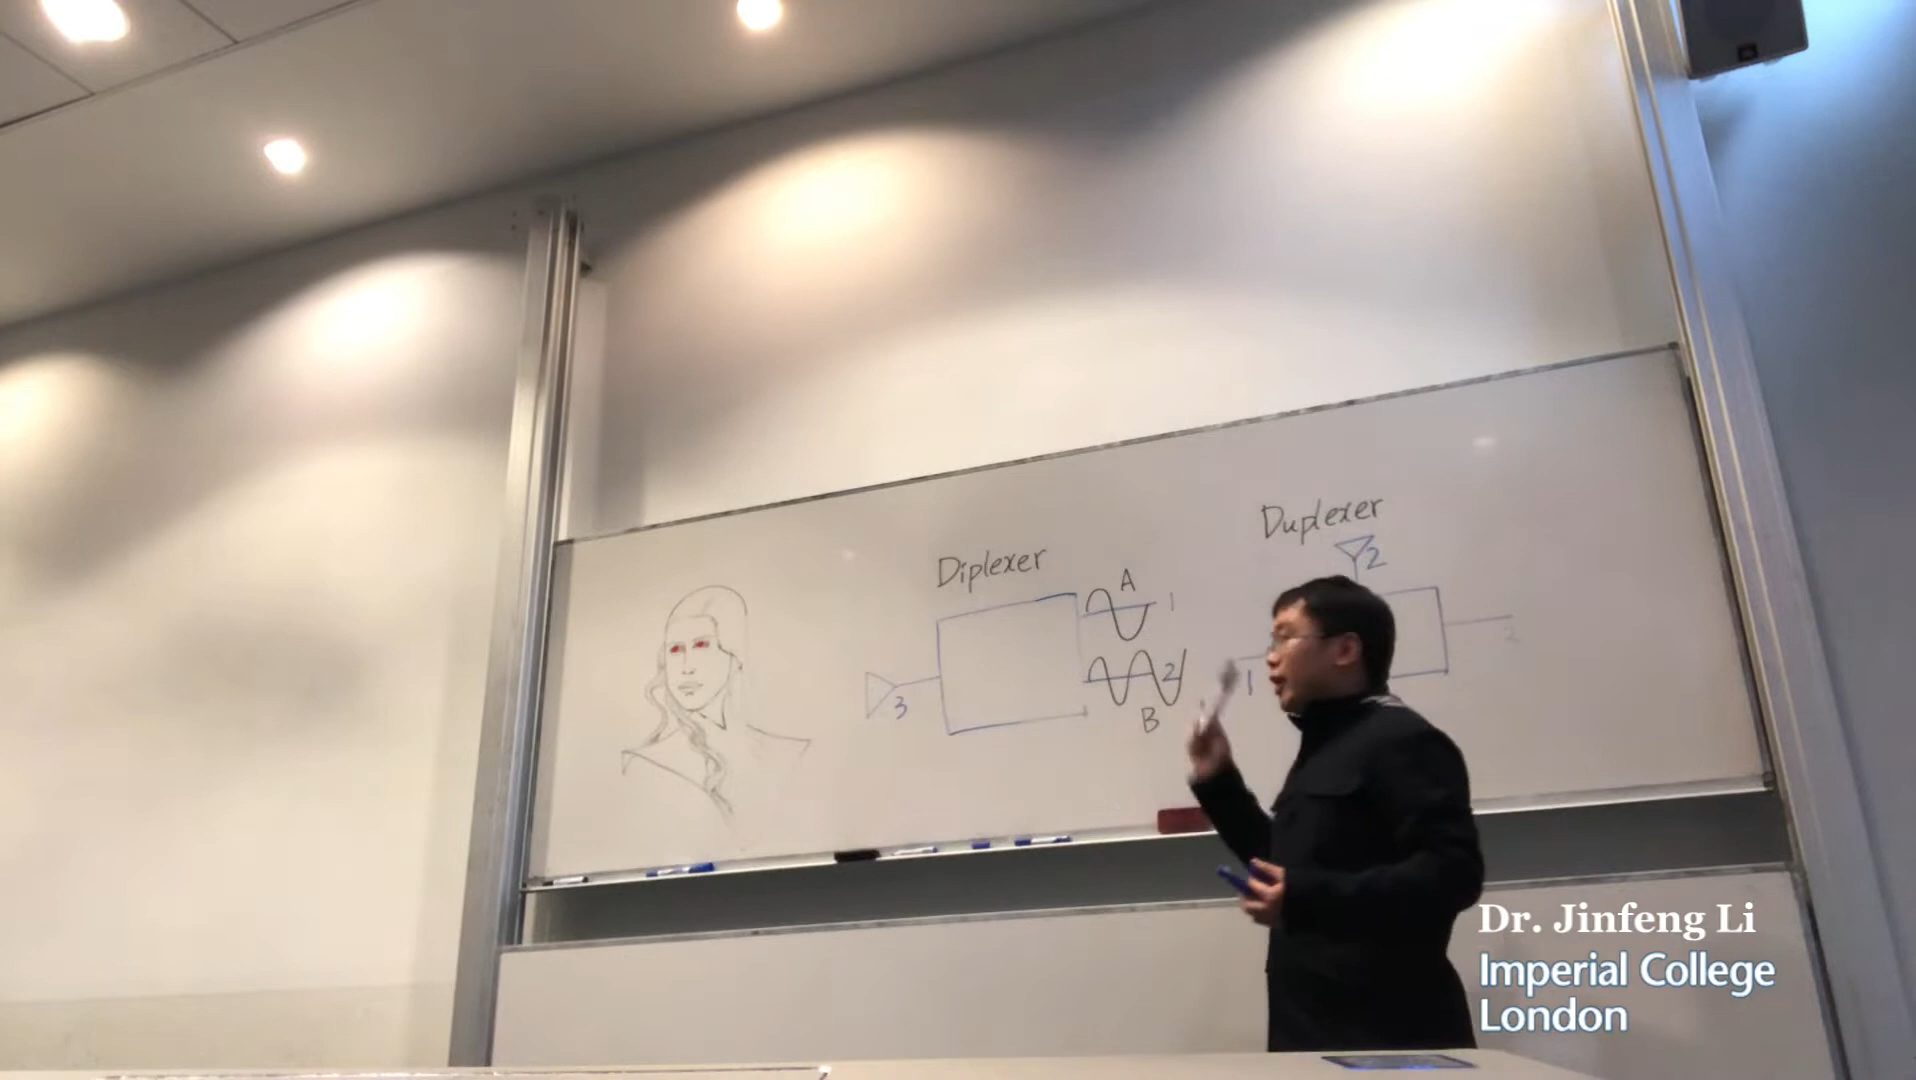 Diplexer
A
1
2
B
3
Duplexer
2
1
2
Dr. Jinfeng Li
Imperial College
London